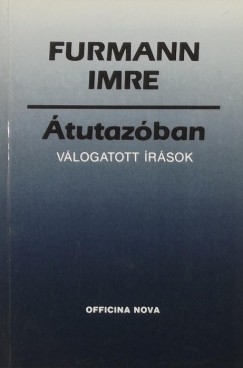 FURMANN
IMRE
Átutazóban
VÁLOGATOTT ÍRÁSOK
OFFICINA NOVA